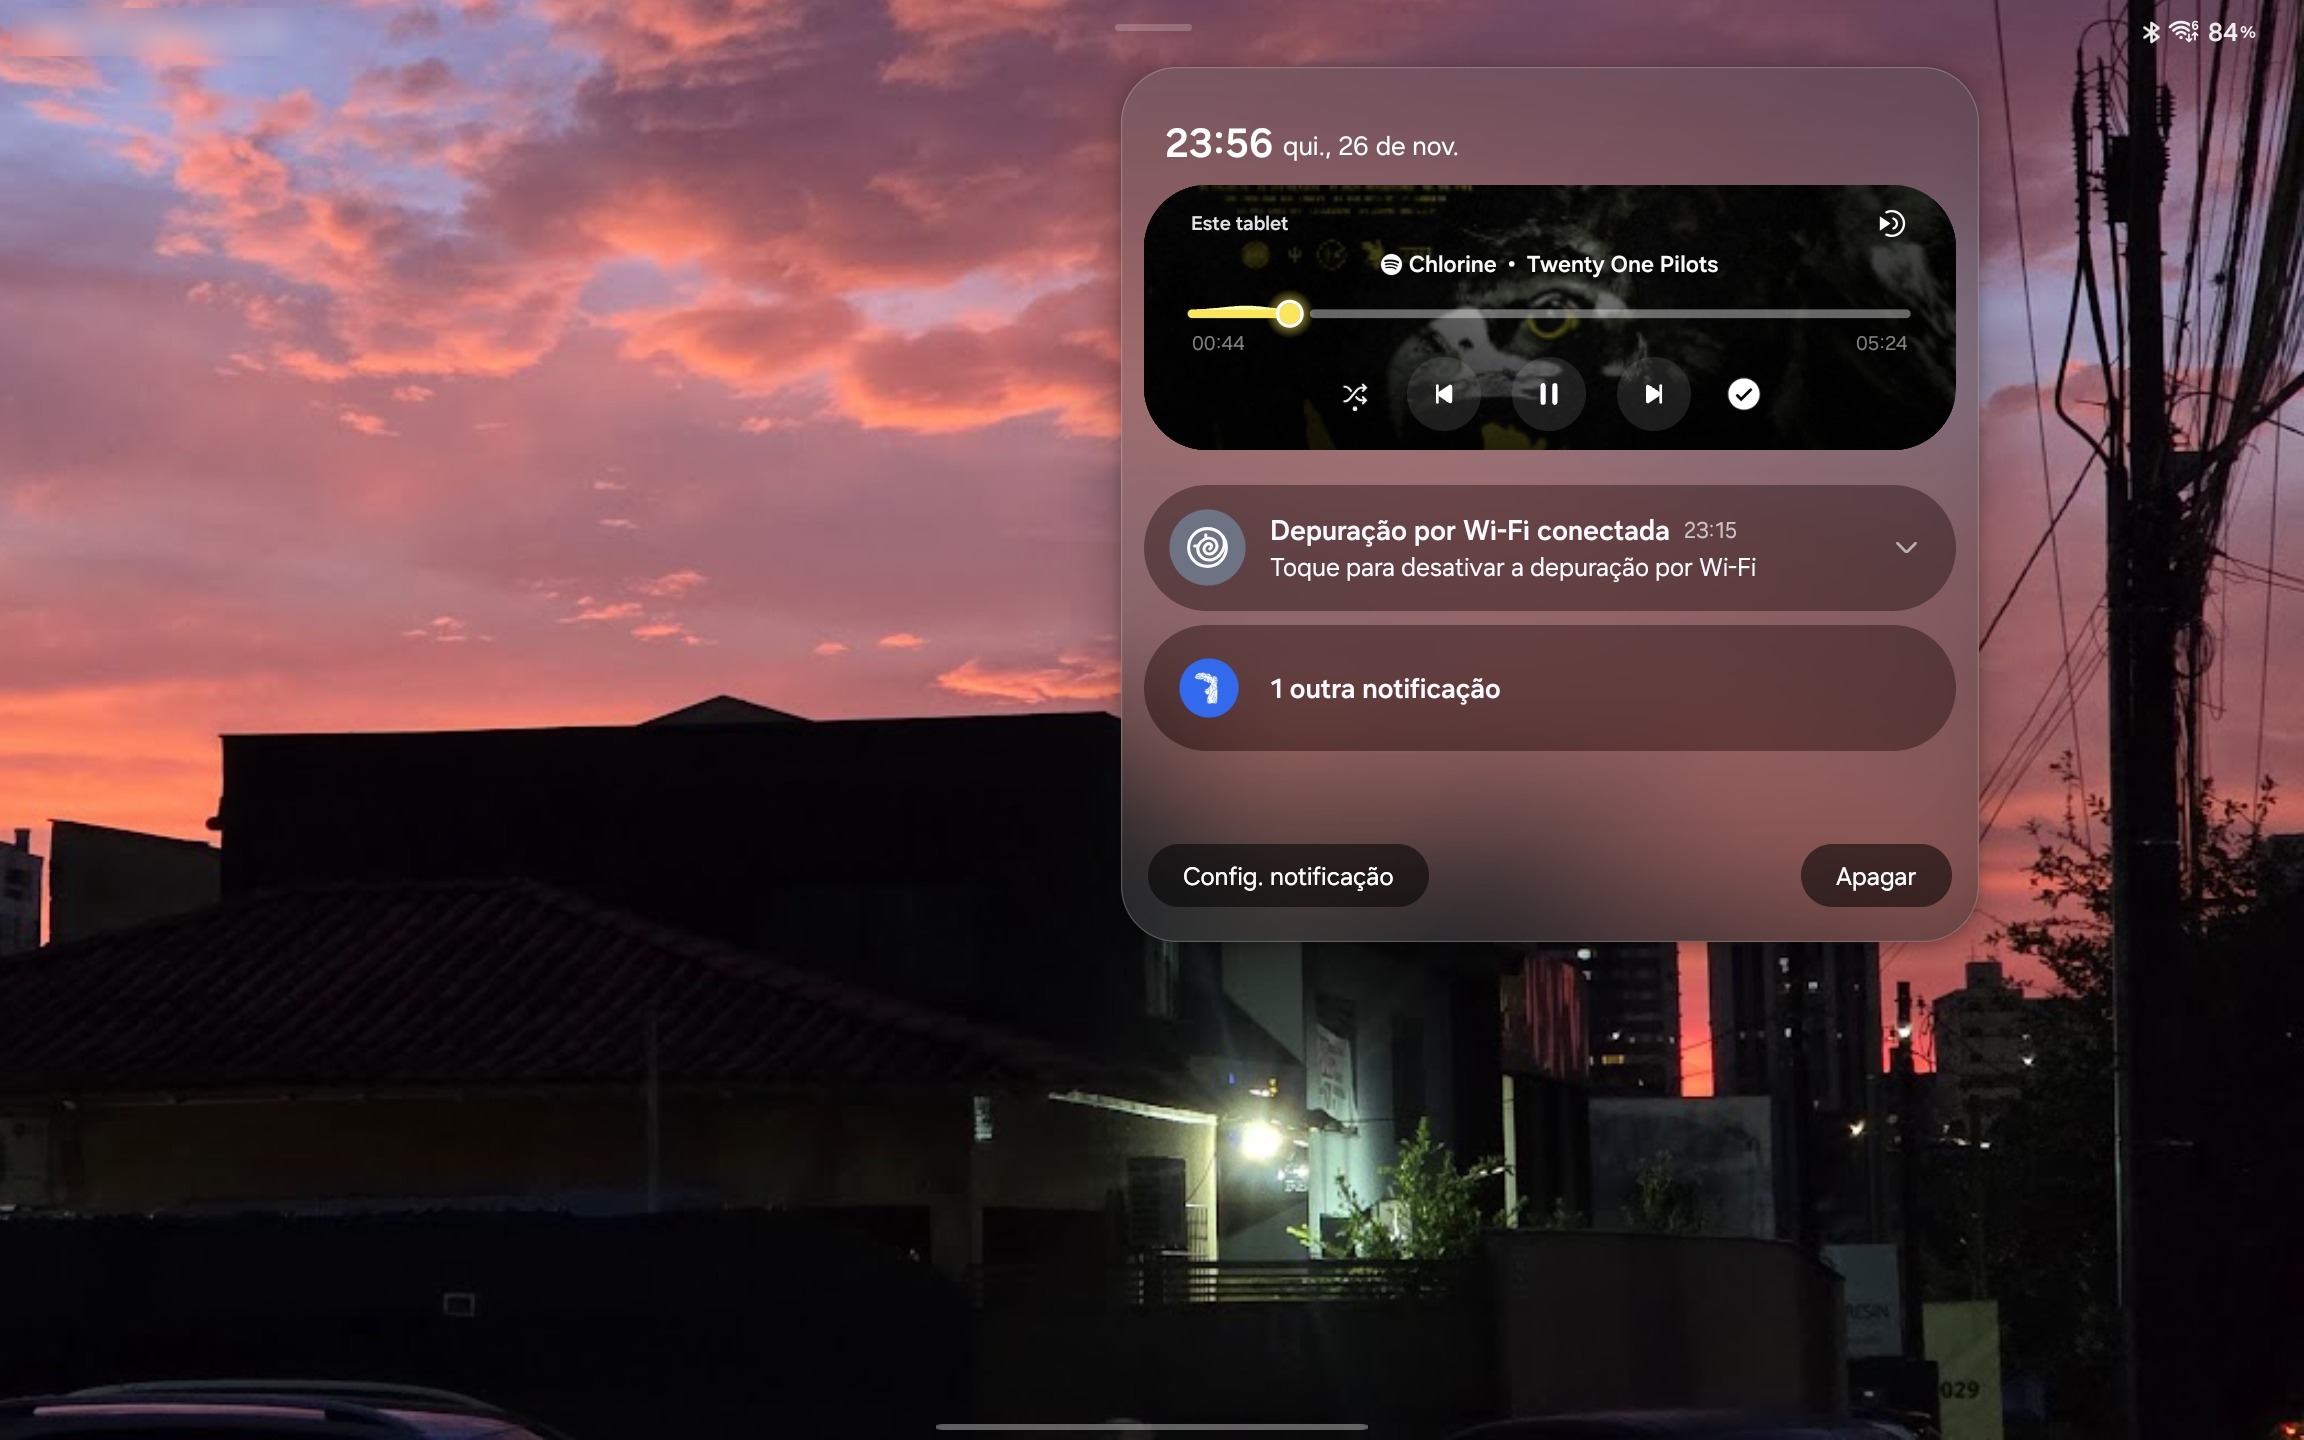 84%
23:56 qui., 26 de nov.
Este tablet
Chlorine • Twenty One Pilots
00:44
05:24
Depuração por Wi-Fi conectada 23:15
Toque para desativar a depuração por Wi-Fi
1 outra notificação
Config. notificação
Apagar
029